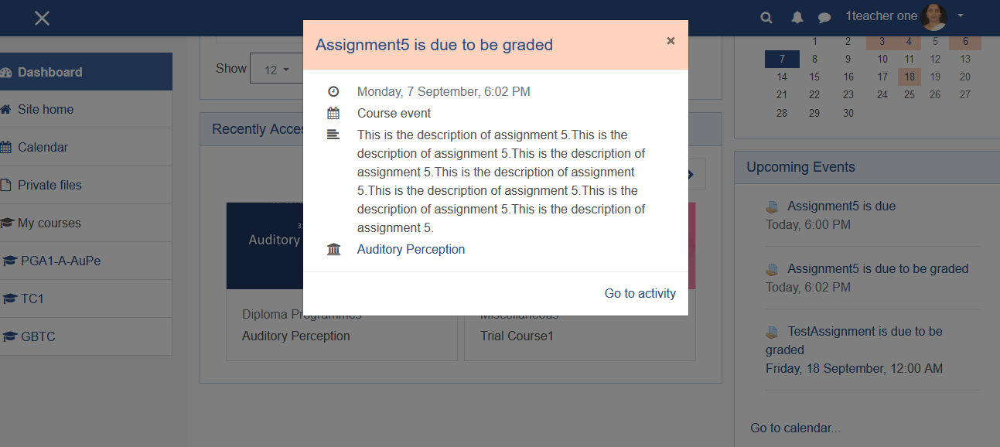 1teacher one
Dashboard
Site home
Calendar
Private files
My courses
PGA1-A-AuPe
TC1
GBTC
Show 12
Recently Acces
Auditory
Diploma Programmes
Auditory Perception
Miscellaneous
Trial Course1
Assignment5 is due to be graded
×
Monday, 7 September, 6:02 PM
Course event
This is the description of assignment 5.This is the
description of assignment 5.This is the description of
assignment 5.This is the description of assignment
5.This is the description of assignment 5.This is the
description of assignment 5.This is the description of
assignment 5.
Auditory Perception
Go to activity
1 2 3 4 5 6
7 8 9 10 11 12 13
14 15 16 17 18 19 20
21 22 23 24 25 26 27
28 29 30
Upcoming Events
Assignment5 is due
Today, 6:00 PM
Assignment5 is due to be graded
Today, 6:02 PM
TestAssignment is due to be
graded
Friday, 18 September, 12:00 AM
Go to calendar...